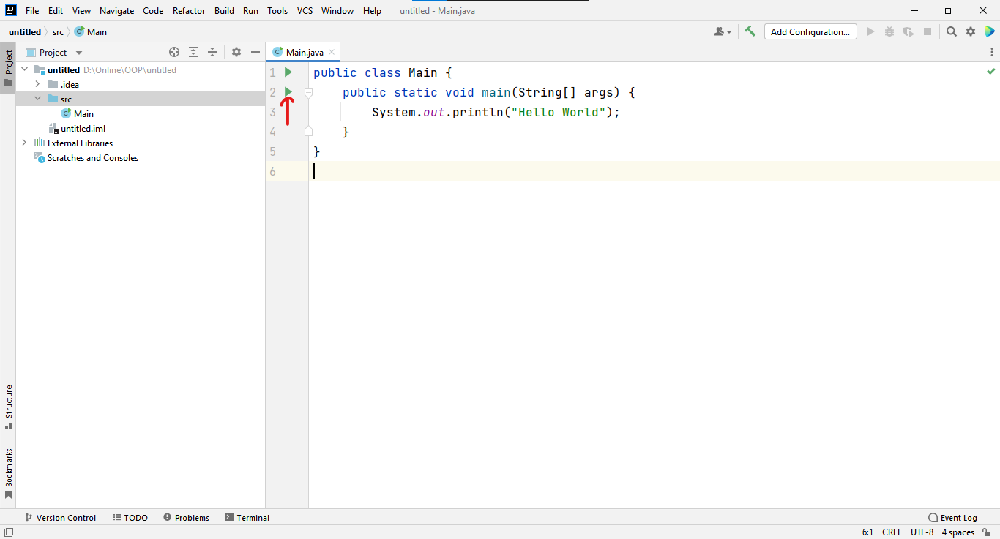 IJ File Edit View Navigate Code Refactor Build Run Tools VCS Window Help untitled - Main.java
untitled src C Main Add Configuration...
Project
Project
C Main.java
untitled D:\Online\OOP\untitled
.idea
src
C Main
untitled.iml
External Libraries
Scratches and Consoles
1 public class Main {
2 public static void main(String[] args) {
3 System.out.println("Hello World");
4 }
5 }
6
Structure
Bookmarks
Version Control TODO Problems Terminal Event Log
6:1 CRLF UTF-8 4 spaces